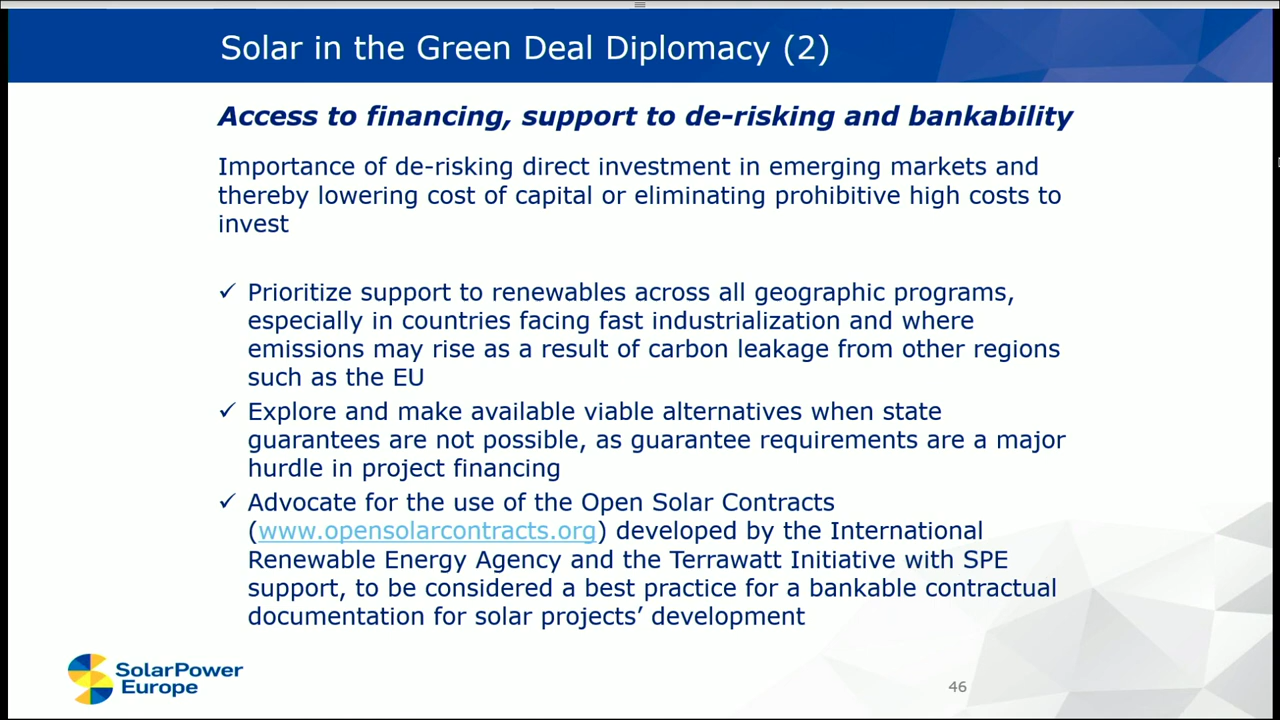 Solar in the Green Deal Diplomacy (2)
Access to financing, support to de-risking and bankability
Importance of de-risking direct investment in emerging markets and
thereby lowering cost of capital or eliminating prohibitive high costs to
invest
✓ Prioritize support to renewables across all geographic programs,
especially in countries facing fast industrialization and where
emissions may rise as a result of carbon leakage from other regions
such as the EU
✓ Explore and make available viable alternatives when state
guarantees are not possible, as guarantee requirements are a major
hurdle in project financing
✓ Advocate for the use of the Open Solar Contracts
(www.opensolarcontracts.org) developed by the International
Renewable Energy Agency and the Terrawatt Initiative with SPE
support, to be considered a best practice for a bankable contractual
documentation for solar projects’ development
SolarPower
Europe
46